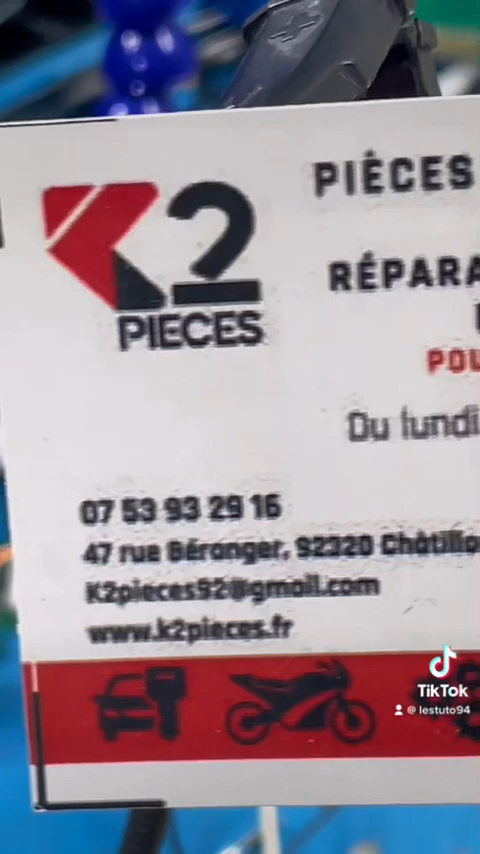 K2
PIECES
PIÈCES
RÉPARA
POU
Du lundi
07 53 93 29 16
47 rue Béranger, 92320 Châtillo
K2pieces92@gmail.com
www.k2pieces.fr
TikTok
@ lestuto94